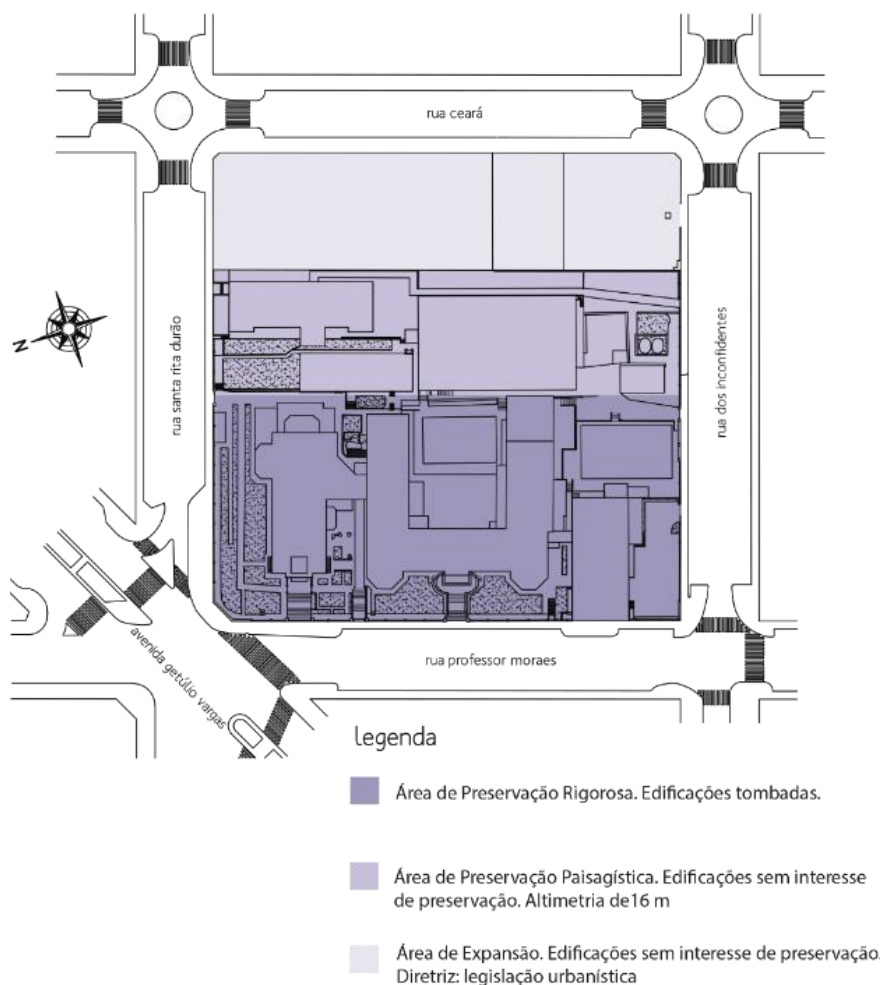 rua ceará
rua santa rita durão
rua dos inconfidentes
N
avenida getúlio vargas
rua professor moraes
legenda
Área de Preservação Rigorosa. Edificações tombadas.
Área de Preservação Paisagística. Edificações sem interesse
de preservação. Altimetria de16 m
Área de Expansão. Edificações sem interesse de preservação.
Diretriz: legislação urbanística